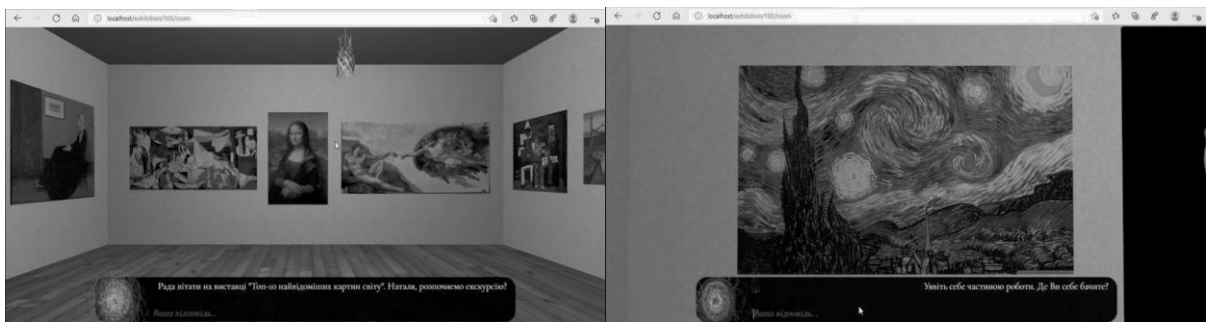 localhost/exhibition/103/room
Рада вітати на виставці "Топ-10 найвідоміших картин світу". Наталя, розпочнемо екскурсію?
Ваша відповідь...
localhost/exhibition/103/room
Уявіть себе частиною роботи. Де Ви себе бачите?
Ваша відповідь...